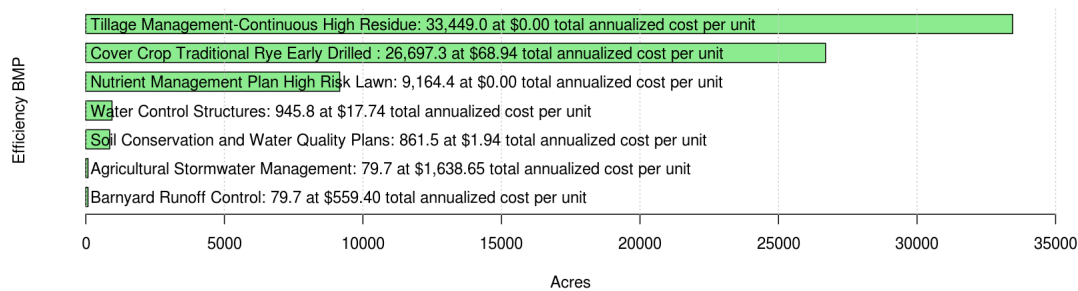 Efficiency BMP
Tillage Management-Continuous High Residue: 33,449.0 at $0.00 total annualized cost per unit
Cover Crop Traditional Rye Early Drilled : 26,697.3 at $68.94 total annualized cost per unit
Nutrient Management Plan High Risk Lawn: 9,164.4 at $0.00 total annualized cost per unit
Water Control Structures: 945.8 at $17.74 total annualized cost per unit
Soil Conservation and Water Quality Plans: 861.5 at $1.94 total annualized cost per unit
Agricultural Stormwater Management: 79.7 at $1,638.65 total annualized cost per unit
Barnyard Runoff Control: 79.7 at $559.40 total annualized cost per unit
0 5000 10000 15000 20000 25000 30000 35000
Acres